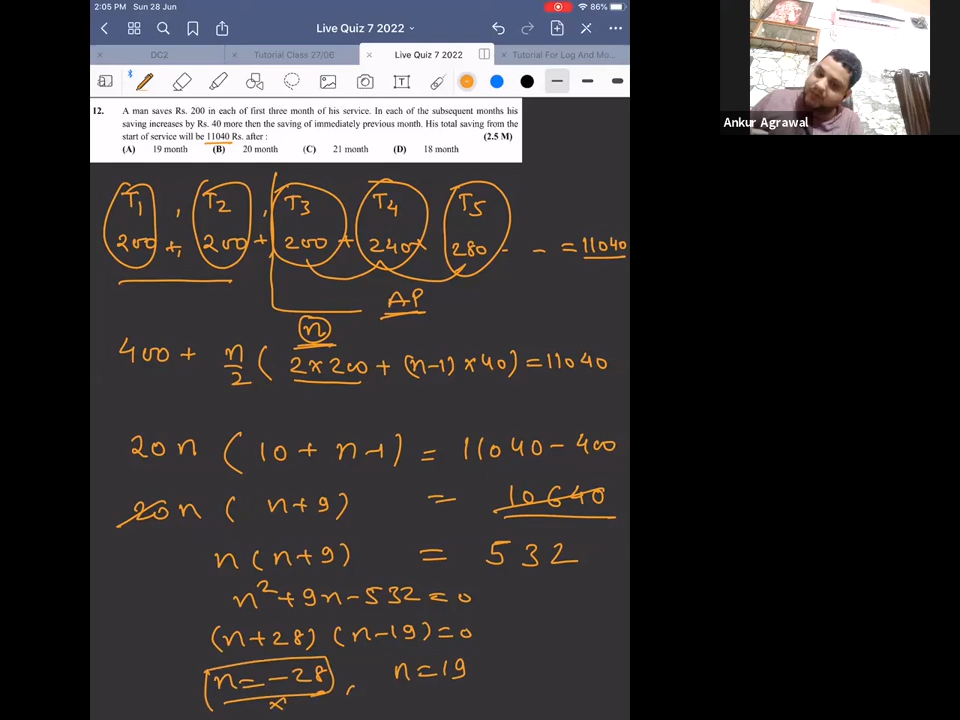 2:05 PM Sun 28 Jun
86%
Live Quiz 7 2022
DC2
Tutorial Class 27/06
Live Quiz 7 2022
Tutorial For Log And Mo...
12. A man saves Rs. 200 in each of first three month of his service. In each of the subsequent months his
saving increases by Rs. 40 more then the saving of immediately previous month. His total saving from the
start of service will be 11040 Rs. after : (2.5 M)
(A) 19 month (B) 20 month (C) 21 month (D) 18 month
T1 , T2 , T3 T4 T5
200 + 200 + 200 + 240 + 280 - - = 11040
AP
n
400 + n/2 ( 2×200 + (n-1)×40) = 11040
20n ( 10 + n-1) = 11040-400
20n ( n+9) = 10640
n(n+9) = 532
n²+9n-532=0
(n+28) (n-19)=0
n=-28 , n=19
×
Ankur Agrawal